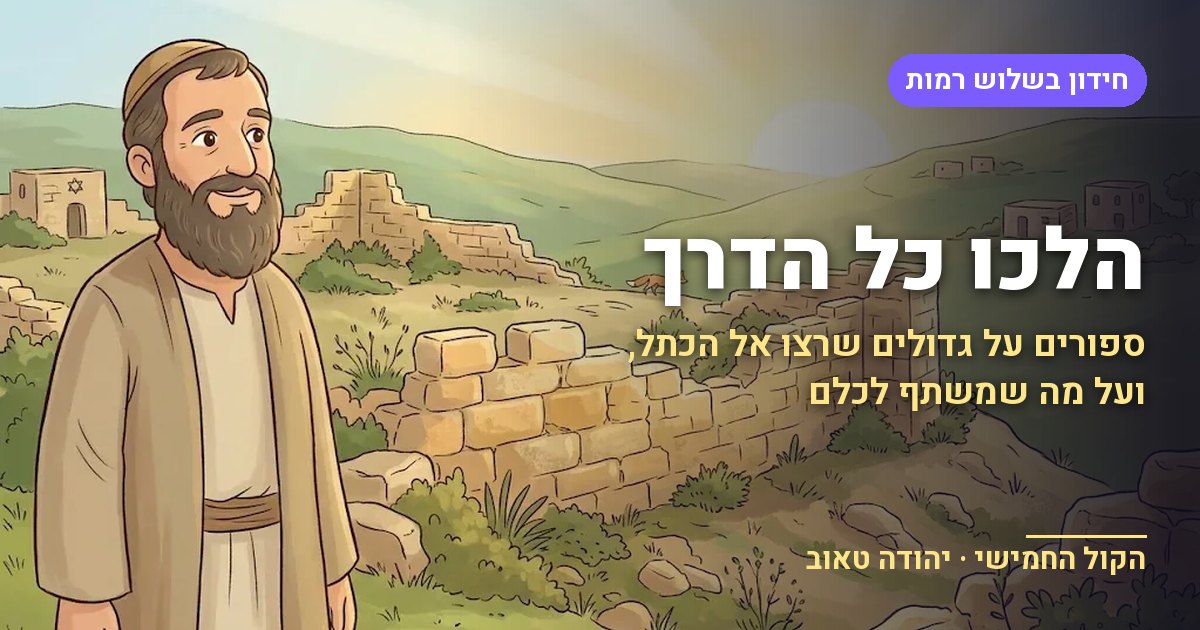 חידון בשלוש רמות
הלכו כל הדרך
ספורים על גדולים שרצו אל הכתל,
ועל מה שמשתף לכלם
הקול החמישי · יהודה טאוב